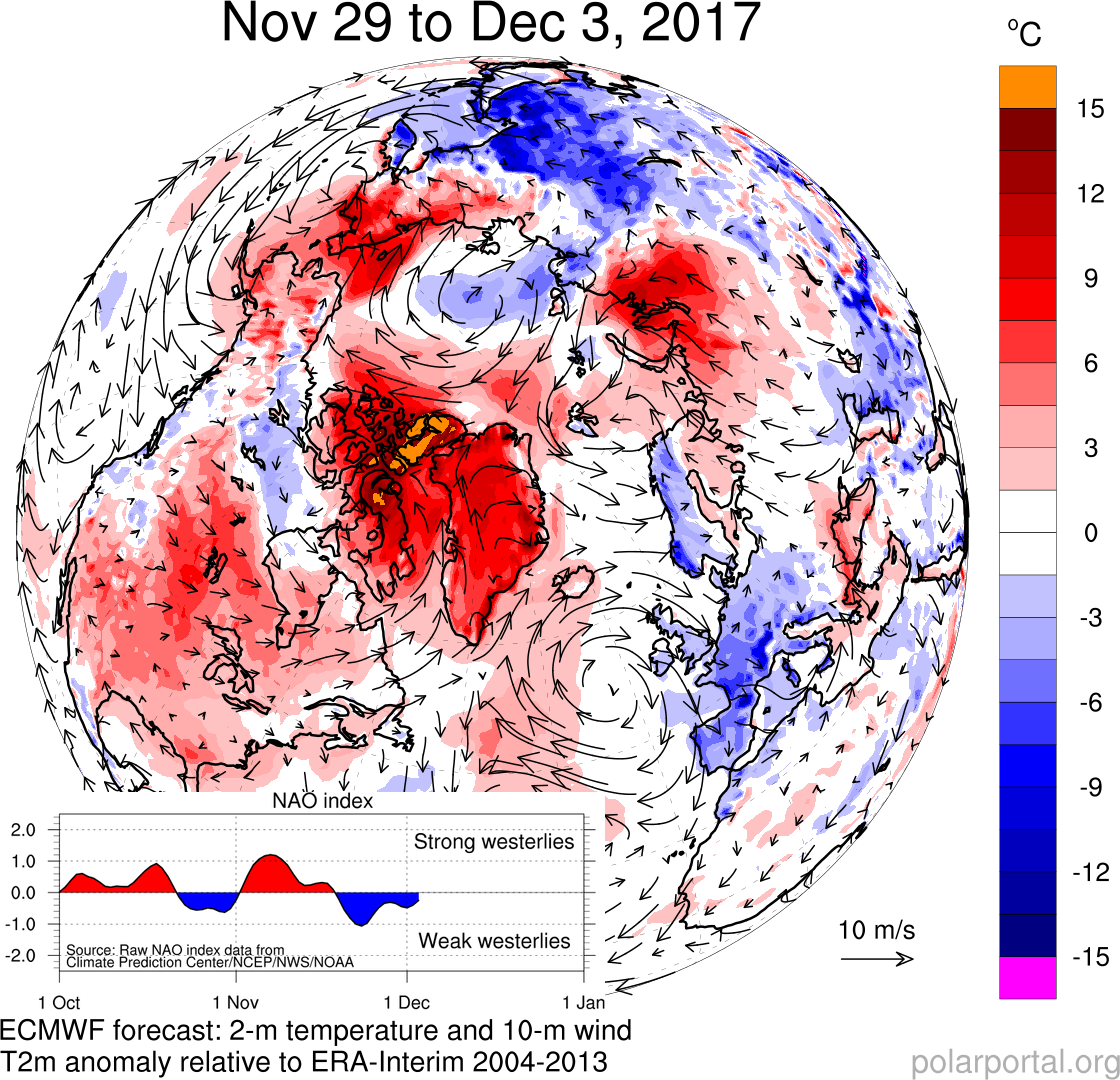 Nov 29 to Dec 3, 2017
°C
15
12
9
6
3
0
-3
-6
-9
-12
-15
10 m/s
NAO index
2.0
1.0
0.0
-1.0
-2.0
Strong westerlies
Weak westerlies
Source: Raw NAO index data from
Climate Prediction Center/NCEP/NWS/NOAA
1 Oct
1 Nov
1 Dec
1 Jan
ECMWF forecast: 2-m temperature and 10-m wind
T2m anomaly relative to ERA-Interim 2004-2013
polarportal.org